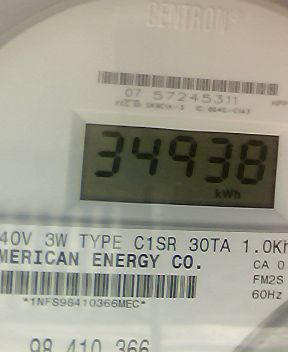 CENTRON®
07 57245311
34938
kWh
40V 3W TYPE C1SR 30TA 1.0Kh
MERICAN ENERGY CO.
CA 0
FM2S
60Hz
*1NFS98410366MEC*
98 410 366